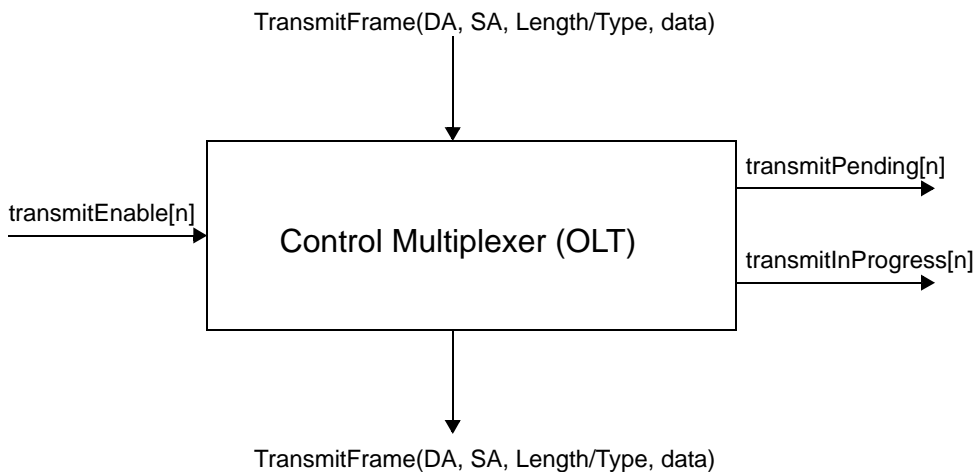 TransmitFrame(DA, SA, Length/Type, data)
transmitPending[n]
transmitEnable[n]
Control Multiplexer (OLT)
transmitInProgress[n]
TransmitFrame(DA, SA, Length/Type, data)